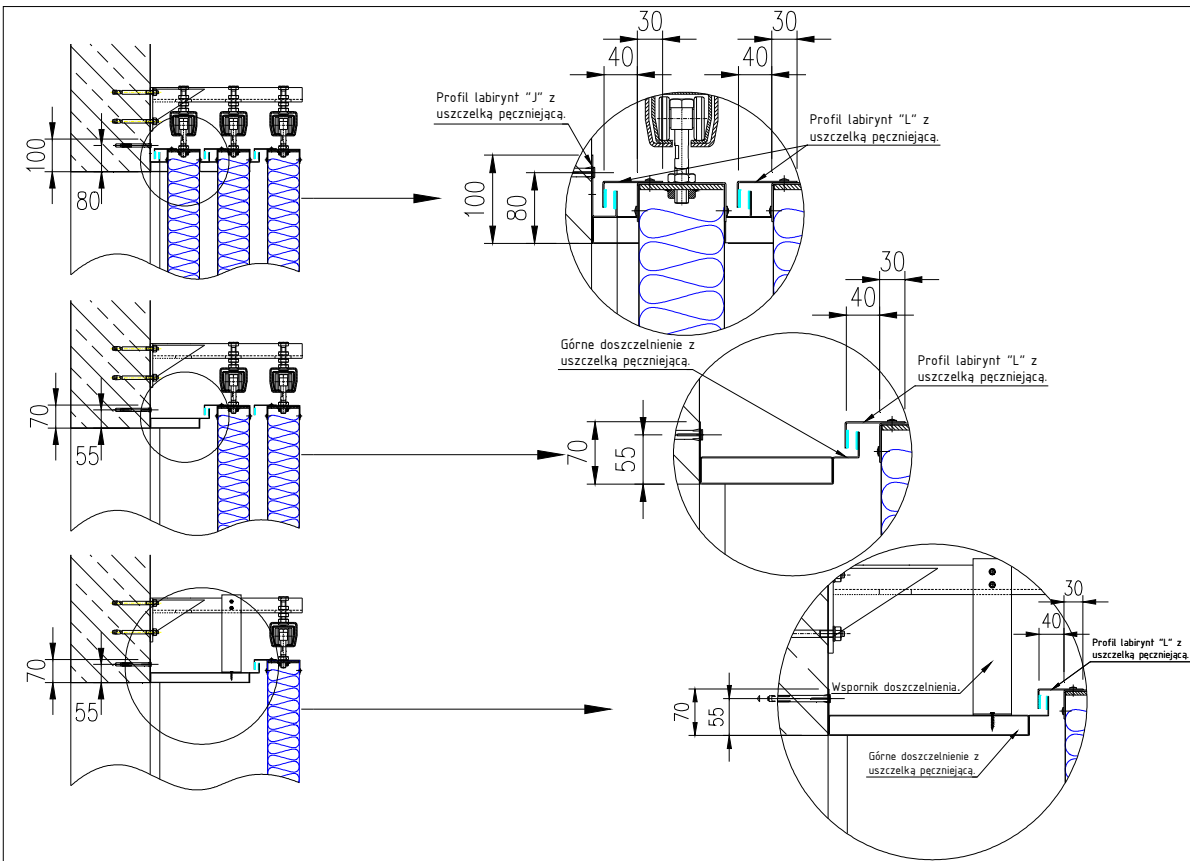 100
80
30
40
30
40
Profil labirynt "J" z
uszczelką pęczniejącą.
Profil labirynt "L" z
uszczelką pęczniejącą.
100
80
70
55
30
40
Górne doszczelnienie z
uszczelką pęczniejącą.
Profil labirynt "L" z
uszczelką pęczniejącą.
70
55
70
55
30
40
Profil labirynt "L" z
uszczelką pęczniejącą.
Wspornik doszczelnienia.
70
55
Górne doszczelnienie z
uszczelką pęczniejącą.